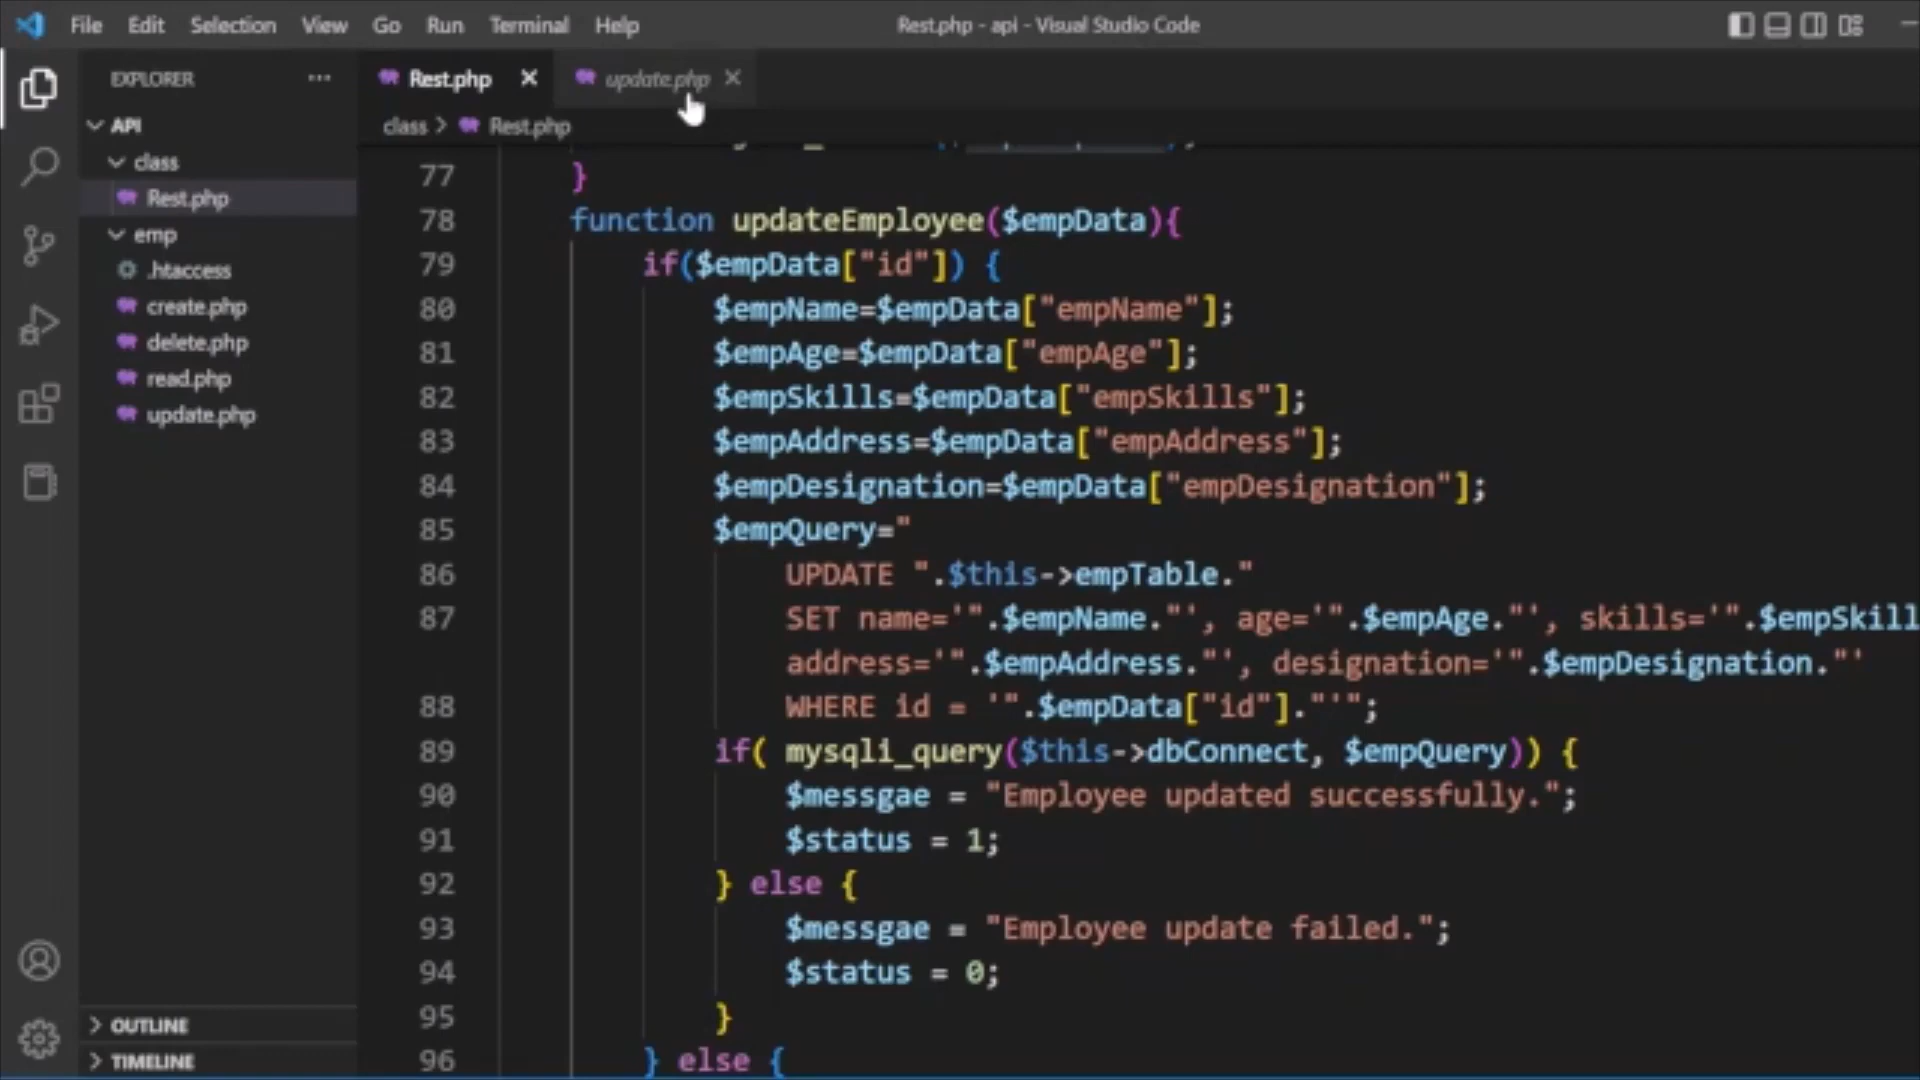 File Edit Selection View Go Run Terminal Help
Rest.php - api - Visual Studio Code
EXPLORER
API
class
Rest.php
emp
.htaccess
create.php
delete.php
read.php
update.php
OUTLINE
TIMELINE
Rest.php update.php
class > Rest.php
77 }
78 function updateEmployee($empData){
79 if($empData["id"]) {
80 $empName=$empData["empName"];
81 $empAge=$empData["empAge"];
82 $empSkills=$empData["empSkills"];
83 $empAddress=$empData["empAddress"];
84 $empDesignation=$empData["empDesignation"];
85 $empQuery="
86 UPDATE ".$this->empTable."
87 SET name='".$empName."', age='".$empAge."', skills='".$empSkill
address='".$empAddress."', designation='".$empDesignation."'
88 WHERE id = '".$empData["id"]."'";
89 if( mysqli_query($this->dbConnect, $empQuery)) {
90 $messgae = "Employee updated successfully.";
91 $status = 1;
92 } else {
93 $messgae = "Employee update failed.";
94 $status = 0;
95 }
96 } else {